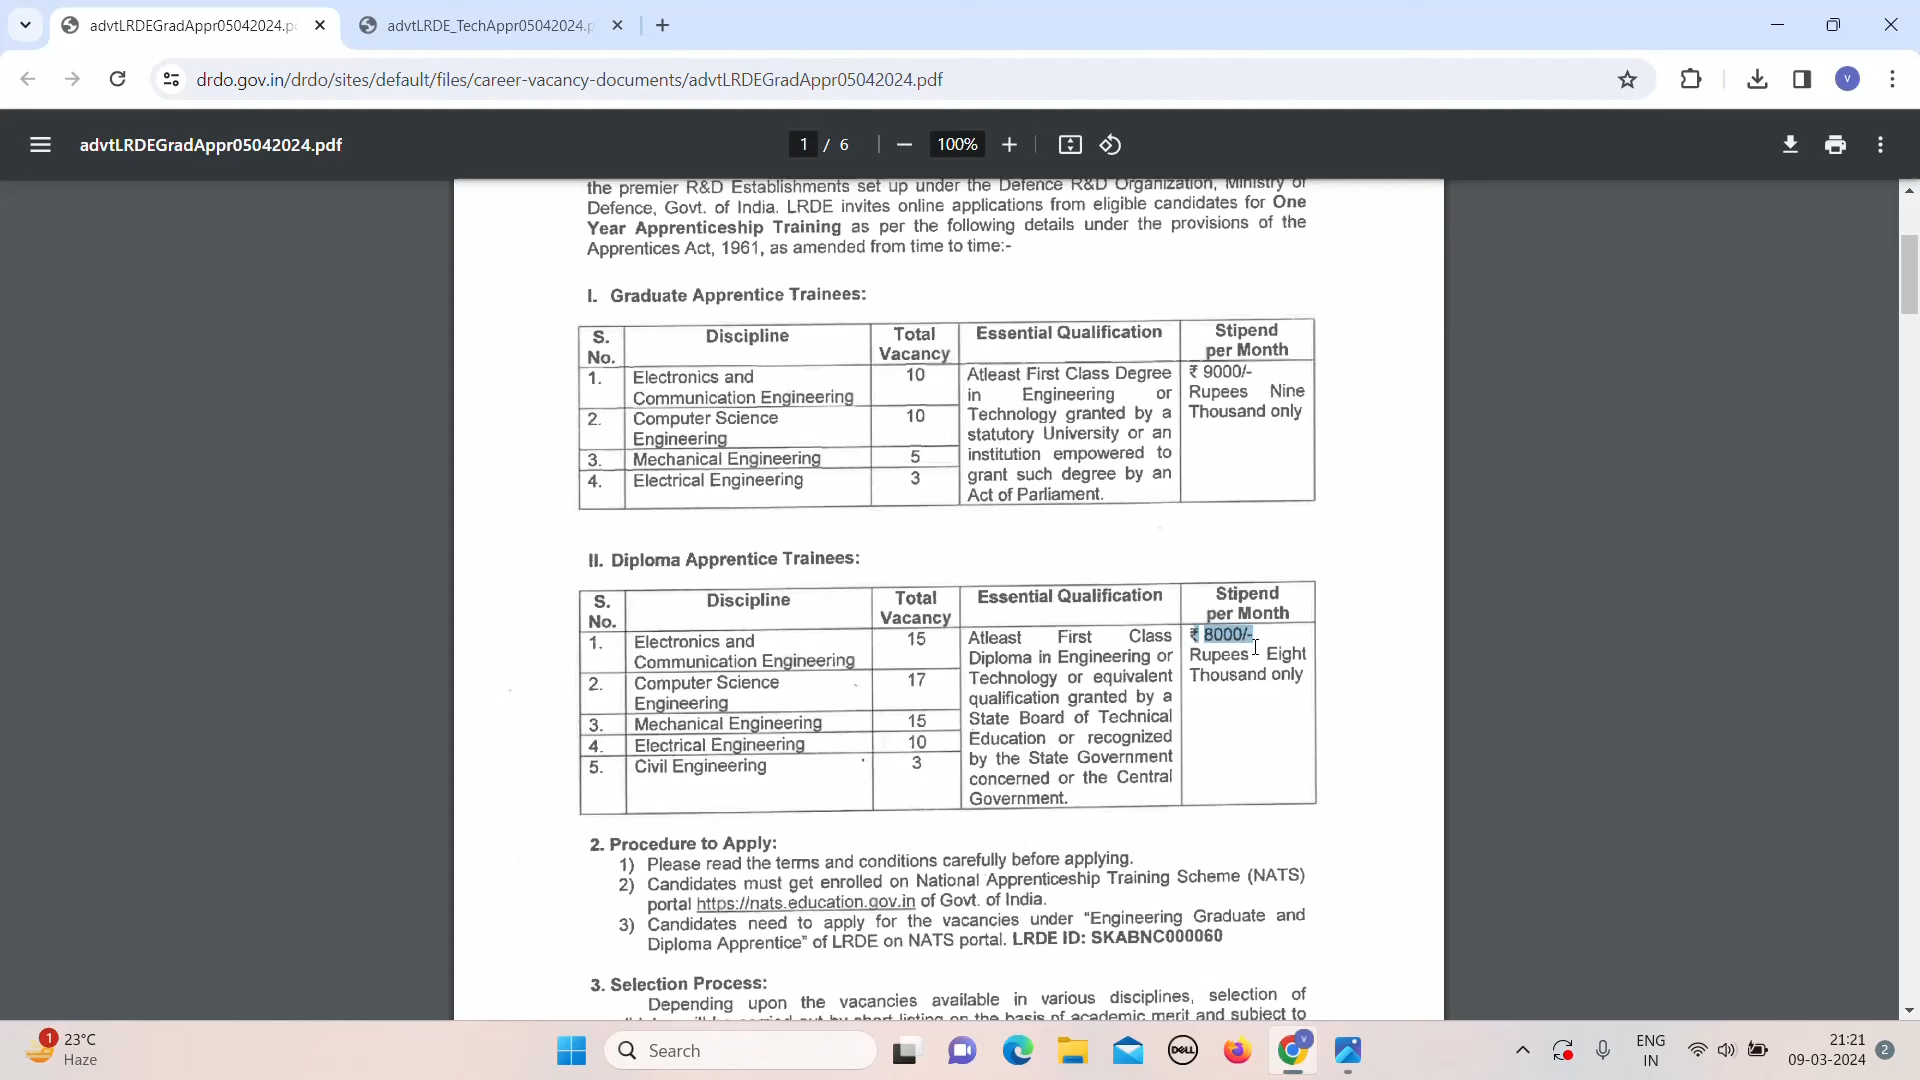 advtLRDEGradAppr05042024.p
advtLRDE_TechAppr05042024.p
drdo.gov.in/drdo/sites/default/files/career-vacancy-documents/advtLRDEGradAppr05042024.pdf
V
advtLRDEGradAppr05042024.pdf
1 / 6
100%
the premier R&D Establishments set up under the Defence R&D Organization, Ministry of
Defence, Govt. of India. LRDE invites online applications from eligible candidates for One
Year Apprenticeship Training as per the following details under the provisions of the
Apprentices Act, 1961, as amended from time to time:-
I. Graduate Apprentice Trainees:
S. No. Discipline Total Vacancy Essential Qualification Stipend per Month
1. Electronics and Communication Engineering 10
2. Computer Science Engineering 10
3. Mechanical Engineering 5
4. Electrical Engineering 3
Atleast First Class Degree
in Engineering or
Technology granted by a
statutory University or an
institution empowered to
grant such degree by an
Act of Parliament.
₹ 9000/-
Rupees Nine
Thousand only
II. Diploma Apprentice Trainees:
S. No. Discipline Total Vacancy Essential Qualification Stipend per Month
1. Electronics and Communication Engineering 15
2. Computer Science Engineering 17
3. Mechanical Engineering 15
4. Electrical Engineering 10
5. Civil Engineering 3
Atleast First Class
Diploma in Engineering or
Technology or equivalent
qualification granted by a
State Board of Technical
Education or recognized
by the State Government
concerned or the Central
Government.
₹ 8000/-
Rupees Eight
Thousand only
2. Procedure to Apply:
1) Please read the terms and conditions carefully before applying.
2) Candidates must get enrolled on National Apprenticeship Training Scheme (NATS)
portal https://nats.education.gov.in of Govt. of India.
3) Candidates need to apply for the vacancies under "Engineering Graduate and
Diploma Apprentice" of LRDE on NATS portal. LRDE ID: SKABNC000060
3. Selection Process:
Depending upon the vacancies available in various disciplines, selection of
short listing on the basis of academic merit and subject to
1
23°C
Haze
Search
DELL
V
ENG
IN
21:21
09-03-2024
2